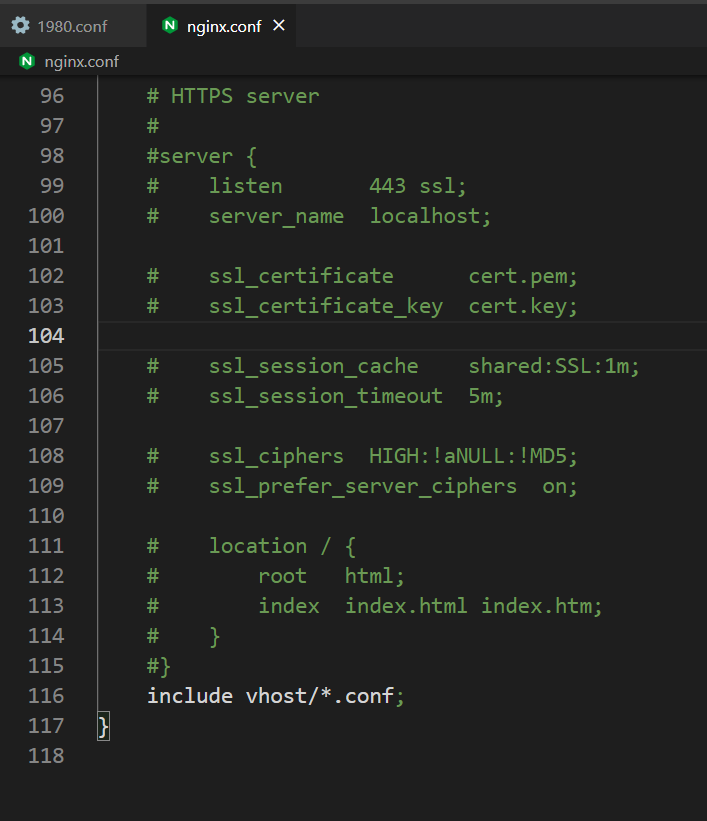 1980.conf nginx.conf ×
nginx.conf
96 # HTTPS server
97 #
98 #server {
99 #    listen       443 ssl;
100 #    server_name  localhost;
101
102 #    ssl_certificate      cert.pem;
103 #    ssl_certificate_key  cert.key;
104
105 #    ssl_session_cache    shared:SSL:1m;
106 #    ssl_session_timeout  5m;
107
108 #    ssl_ciphers  HIGH:!aNULL:!MD5;
109 #    ssl_prefer_server_ciphers  on;
110
111 #    location / {
112 #        root   html;
113 #        index  index.html index.htm;
114 #    }
115 #}
116 include vhost/*.conf;
117 }
118